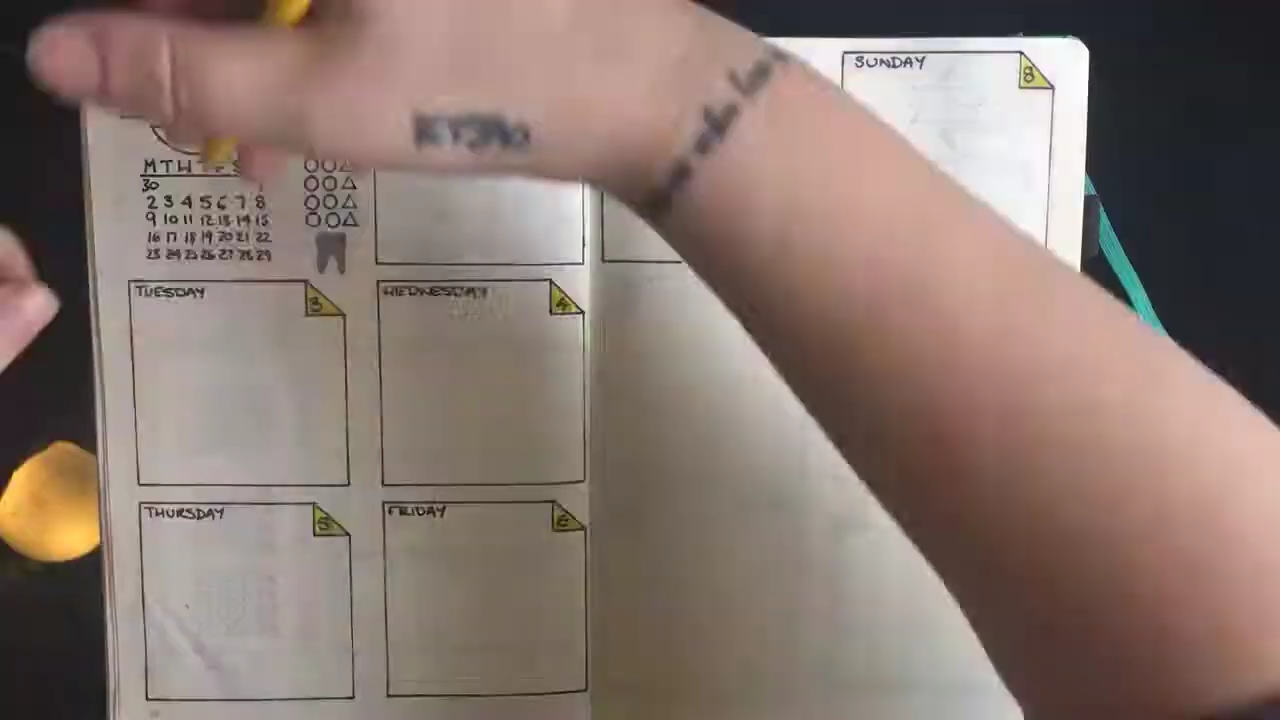 SUNDAY 8
M T W T F S
30 1
2 3 4 5 6 7 8
9 10 11 12 13 14 15
16 17 18 19 20 21 22
23 24 25 26 27 28 29
TUESDAY 3
WEDNESDAY 4
THURSDAY 5
FRIDAY 6